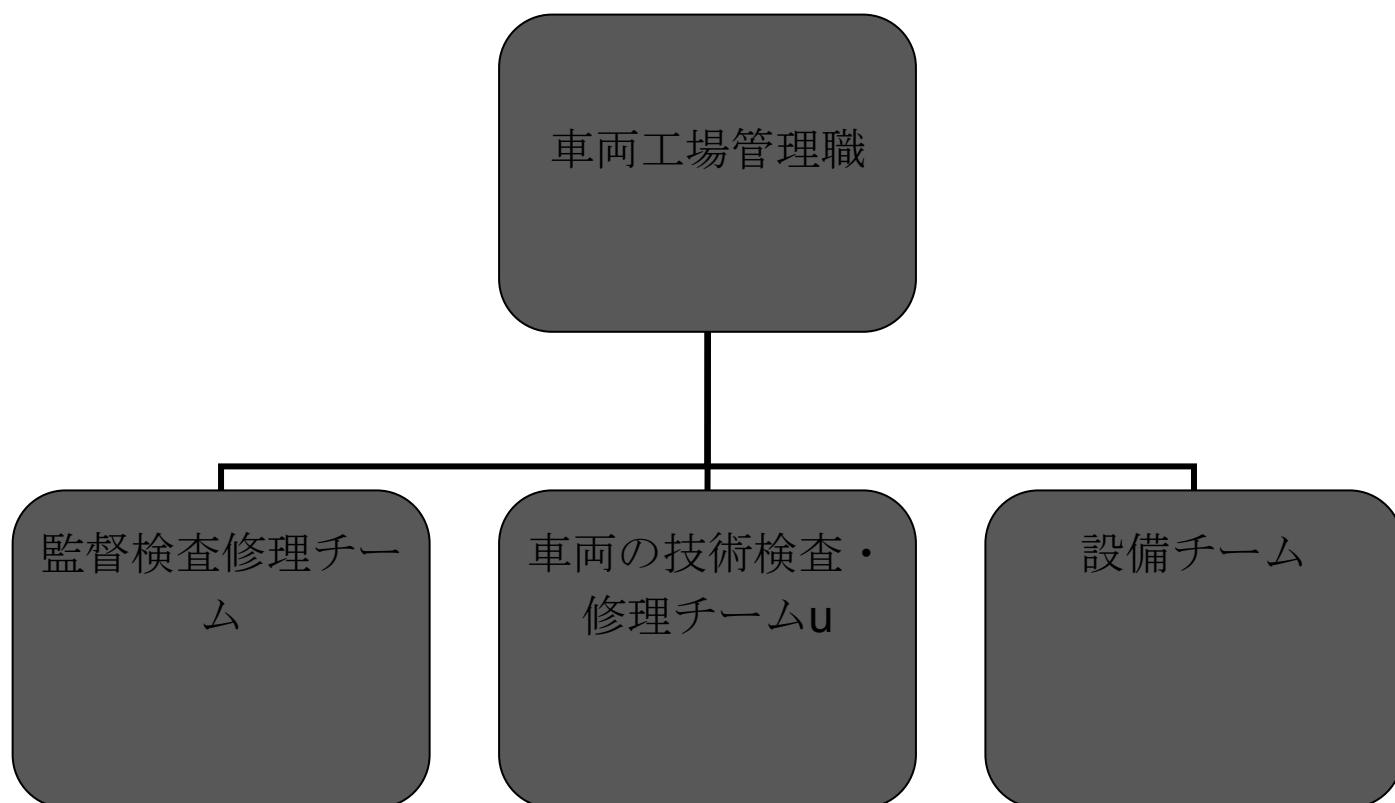 車両工場管理職
監督検査修理チー
ム
車両の技術検査・
修理チームu
設備チーム